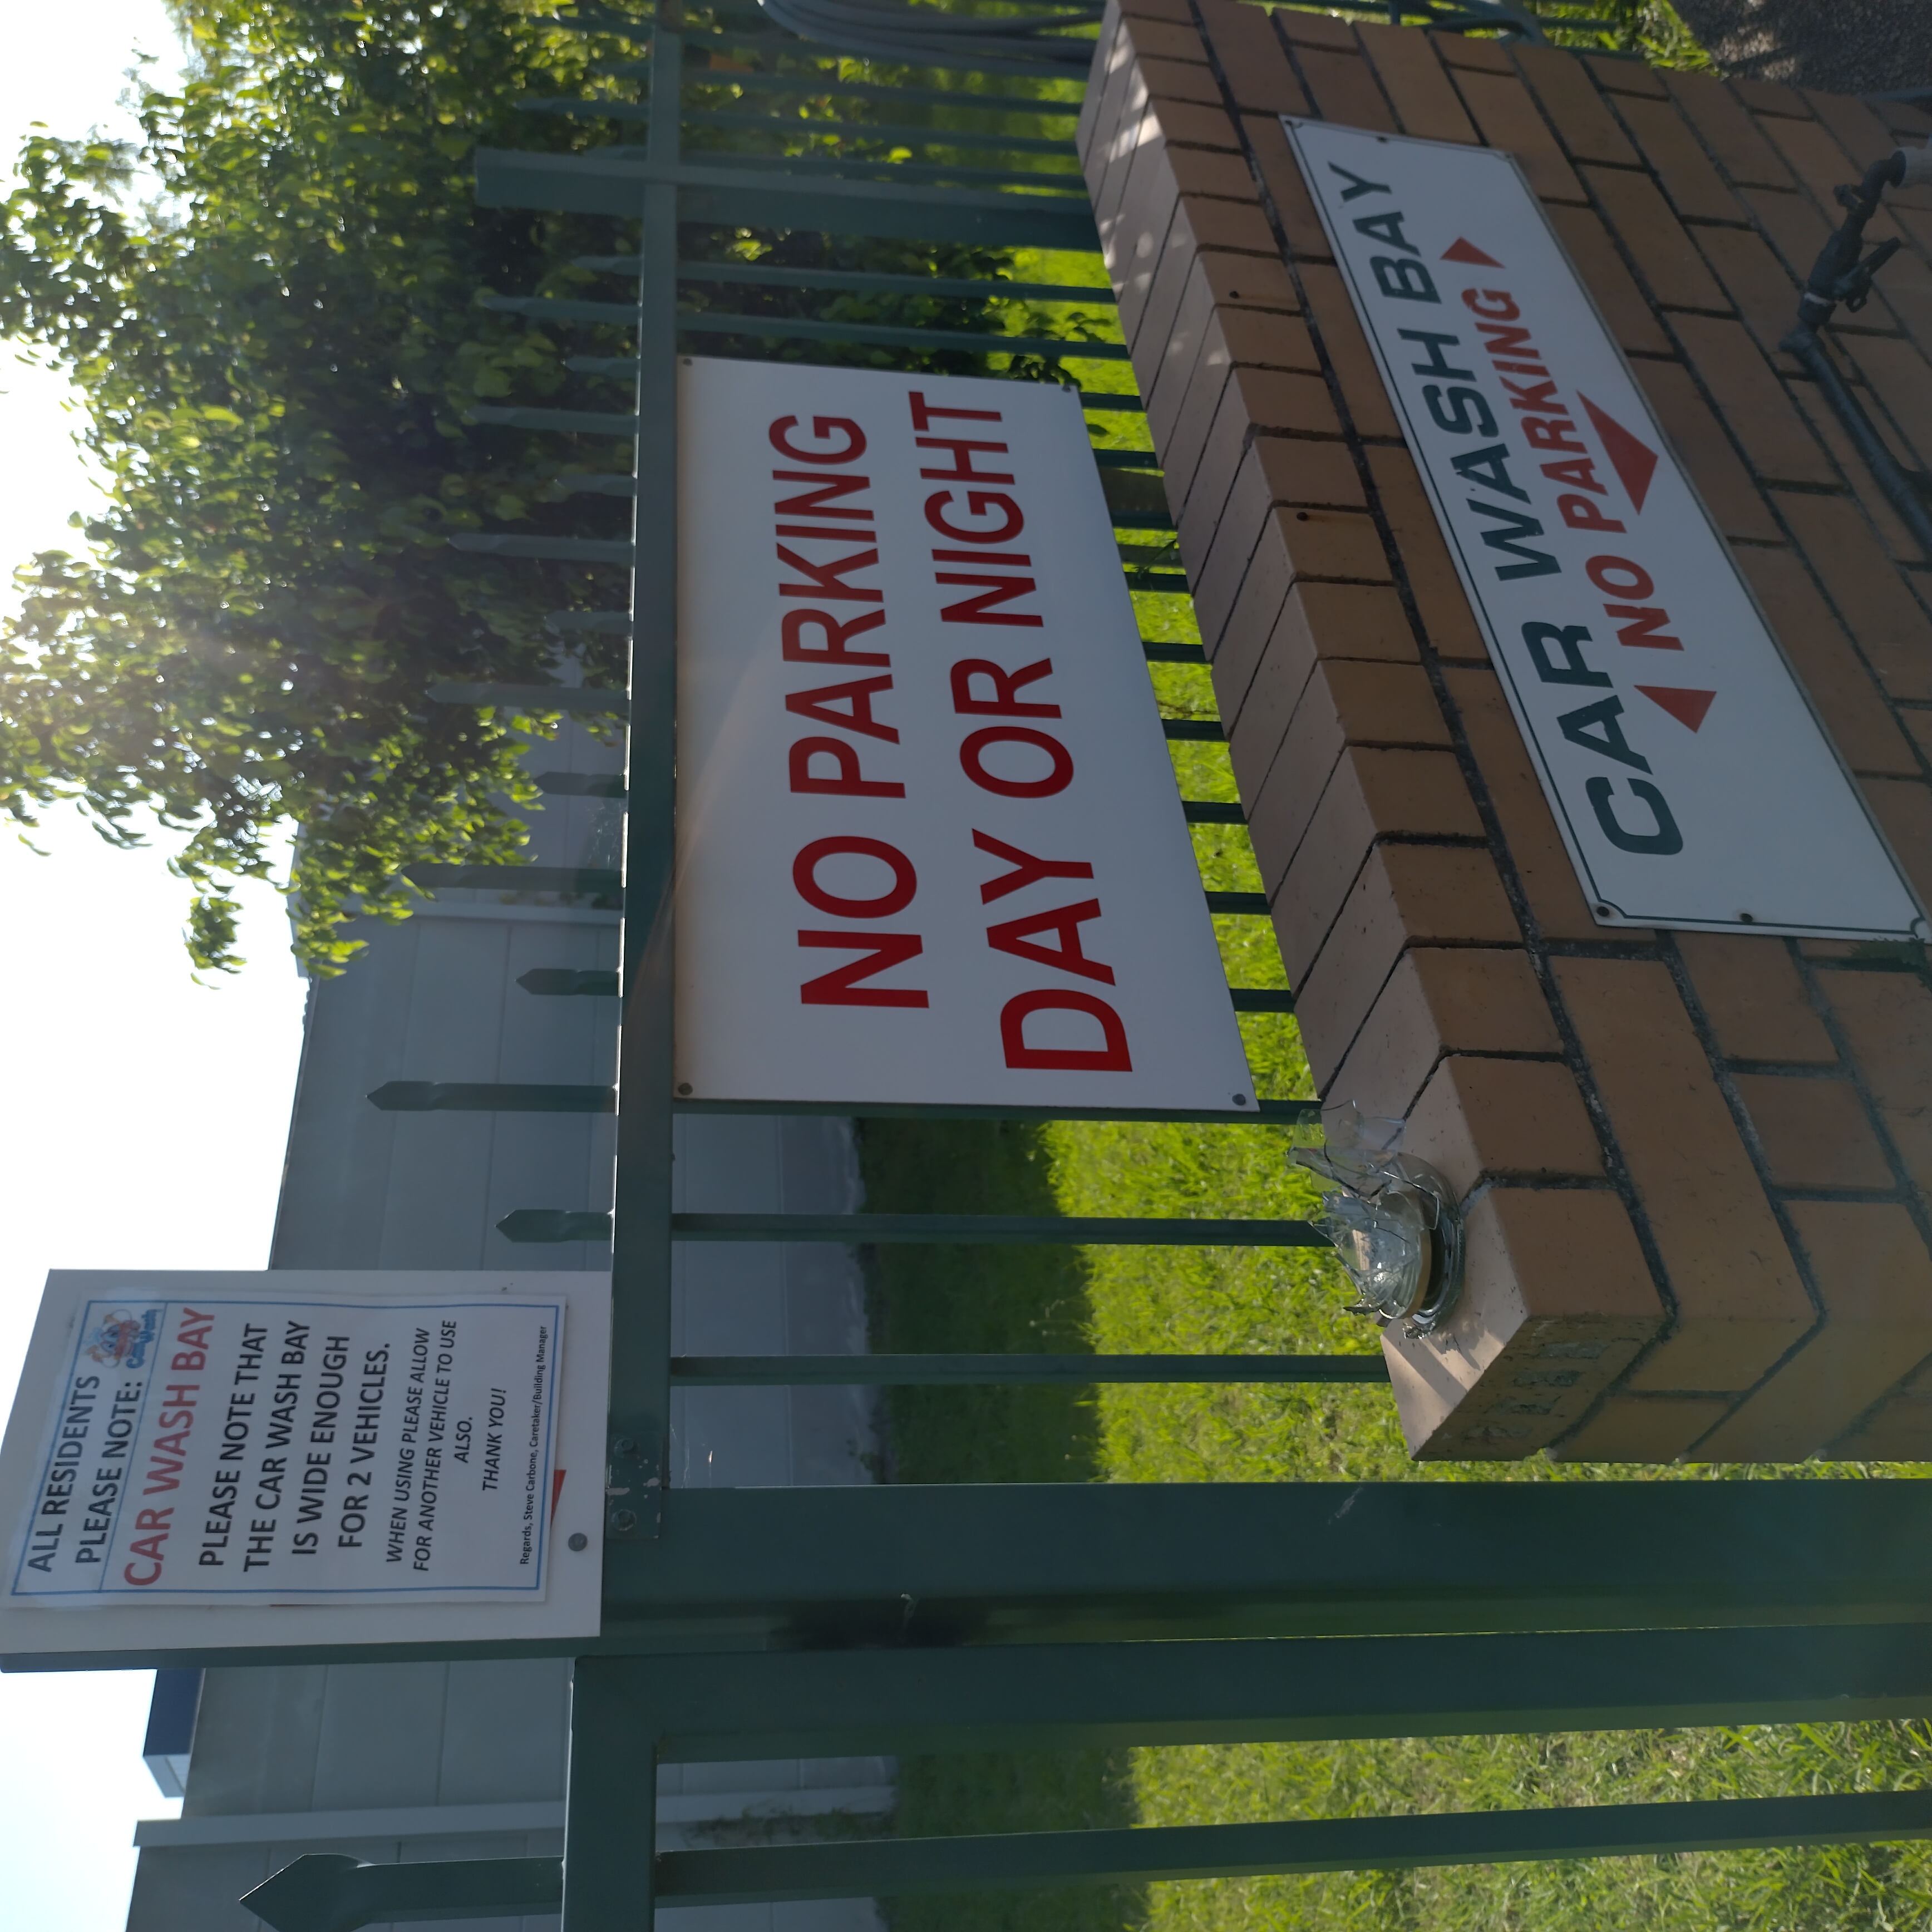 ALL RESIDENTS
PLEASE NOTE:
Car Wash
CAR WASH BAY
PLEASE NOTE THAT
THE CAR WASH BAY
IS WIDE ENOUGH
FOR 2 VEHICLES.
WHEN USING PLEASE ALLOW
FOR ANOTHER VEHICLE TO USE
ALSO.
THANK YOU!
Regards, Steve Carbone, Caretaker/Building Manager
NO PARKING
DAY OR NIGHT
CAR WASH BAY
NO PARKING